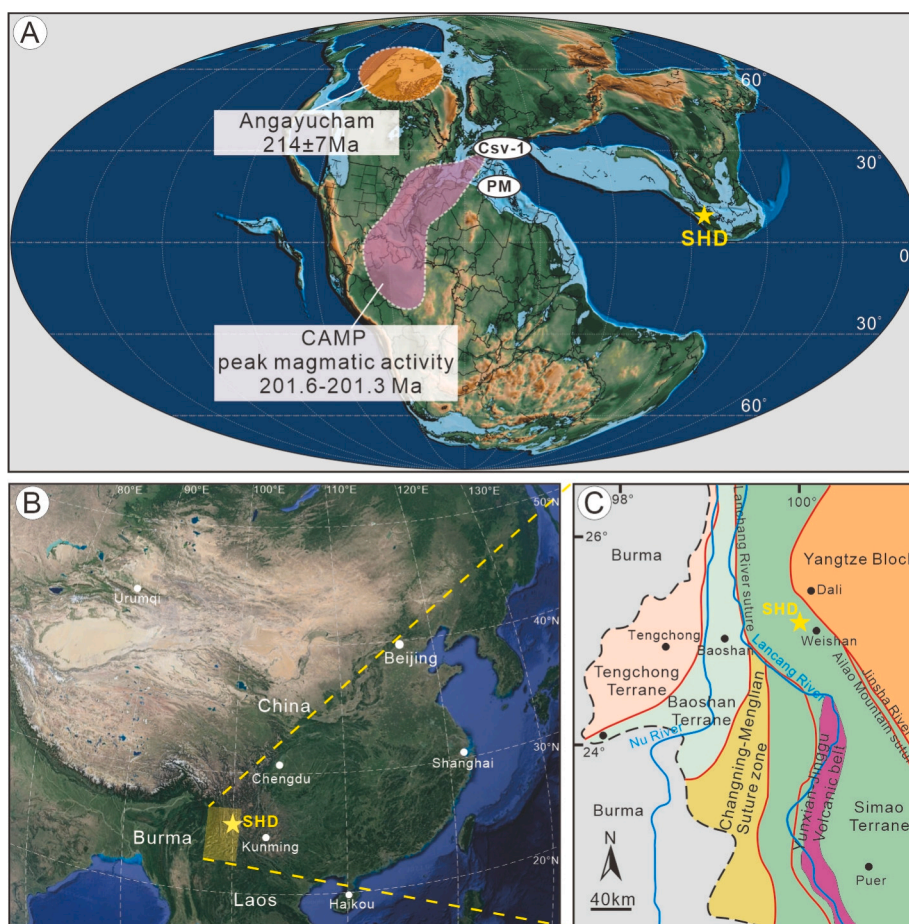 A
60°
Angayucham
214±7Ma
Csv-1
30°
PM
SHD
0
CAMP
peak magmatic activity
201.6-201.3 Ma
30°
60°
B
80°E
90°E
100°E
110°E
120°E
130°E
50°N
Urumqi
40°N
Beijing
China
30°N
Shanghai
Chengdu
SHD
Burma
Kunming
20°N
Haikou
Laos
C
98°
100°
26°
Burma
Lanchang River suture
Yangtze Block
Dali
SHD
Tengchong
Baoshan
Weishan
Tengchong
Terrane
Lancang River
Jinsha River
Ailao Mountain sutur
Baoshan
Terrane
Nu River
24°
Changning-Menglian
Suture zone
Yunxian-Jinggu
Volcanic belt
Burma
Simao
Terrane
N
Puer
40km